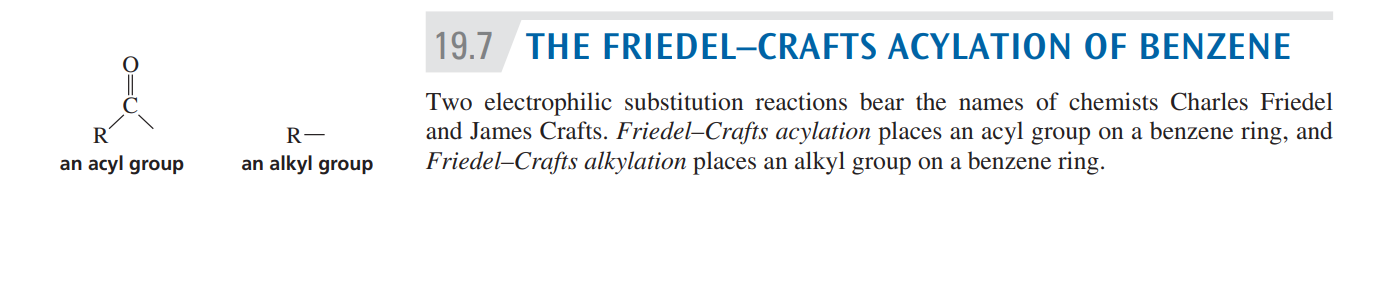 19.7 THE FRIEDEL–CRAFTS ACYLATION OF BENZENE
O
C
R
R—
an acyl group
an alkyl group
Two electrophilic substitution reactions bear the names of chemists Charles Friedel
and James Crafts. Friedel–Crafts acylation places an acyl group on a benzene ring, and
Friedel–Crafts alkylation places an alkyl group on a benzene ring.